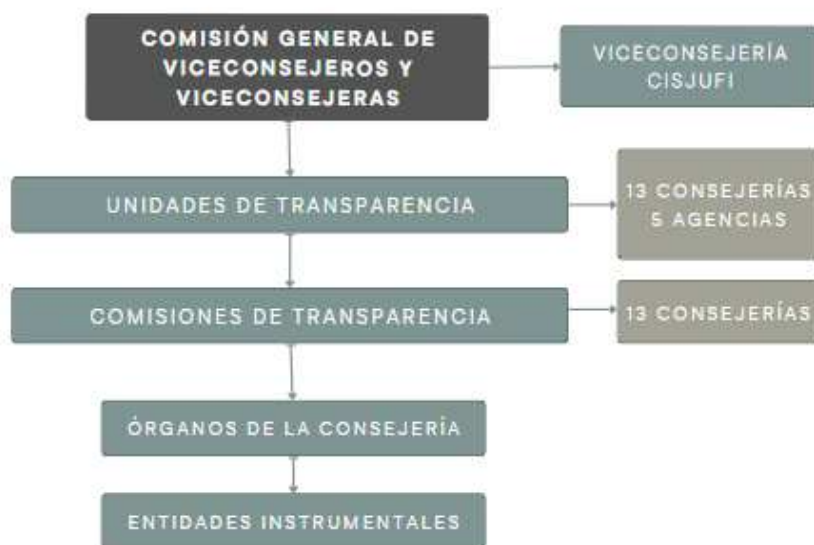 COMISIÓN GENERAL DE
VICECONSEJEROS Y
VICECONSEJERAS
VICECONSEJERÍA
CISJUFI
UNIDADES DE TRANSPARENCIA
13 CONSEJERÍAS
5 AGENCIAS
COMISIONES DE TRANSPARENCIA
13 CONSEJERÍAS
ÓRGANOS DE LA CONSEJERÍA
ENTIDADES INSTRUMENTALES